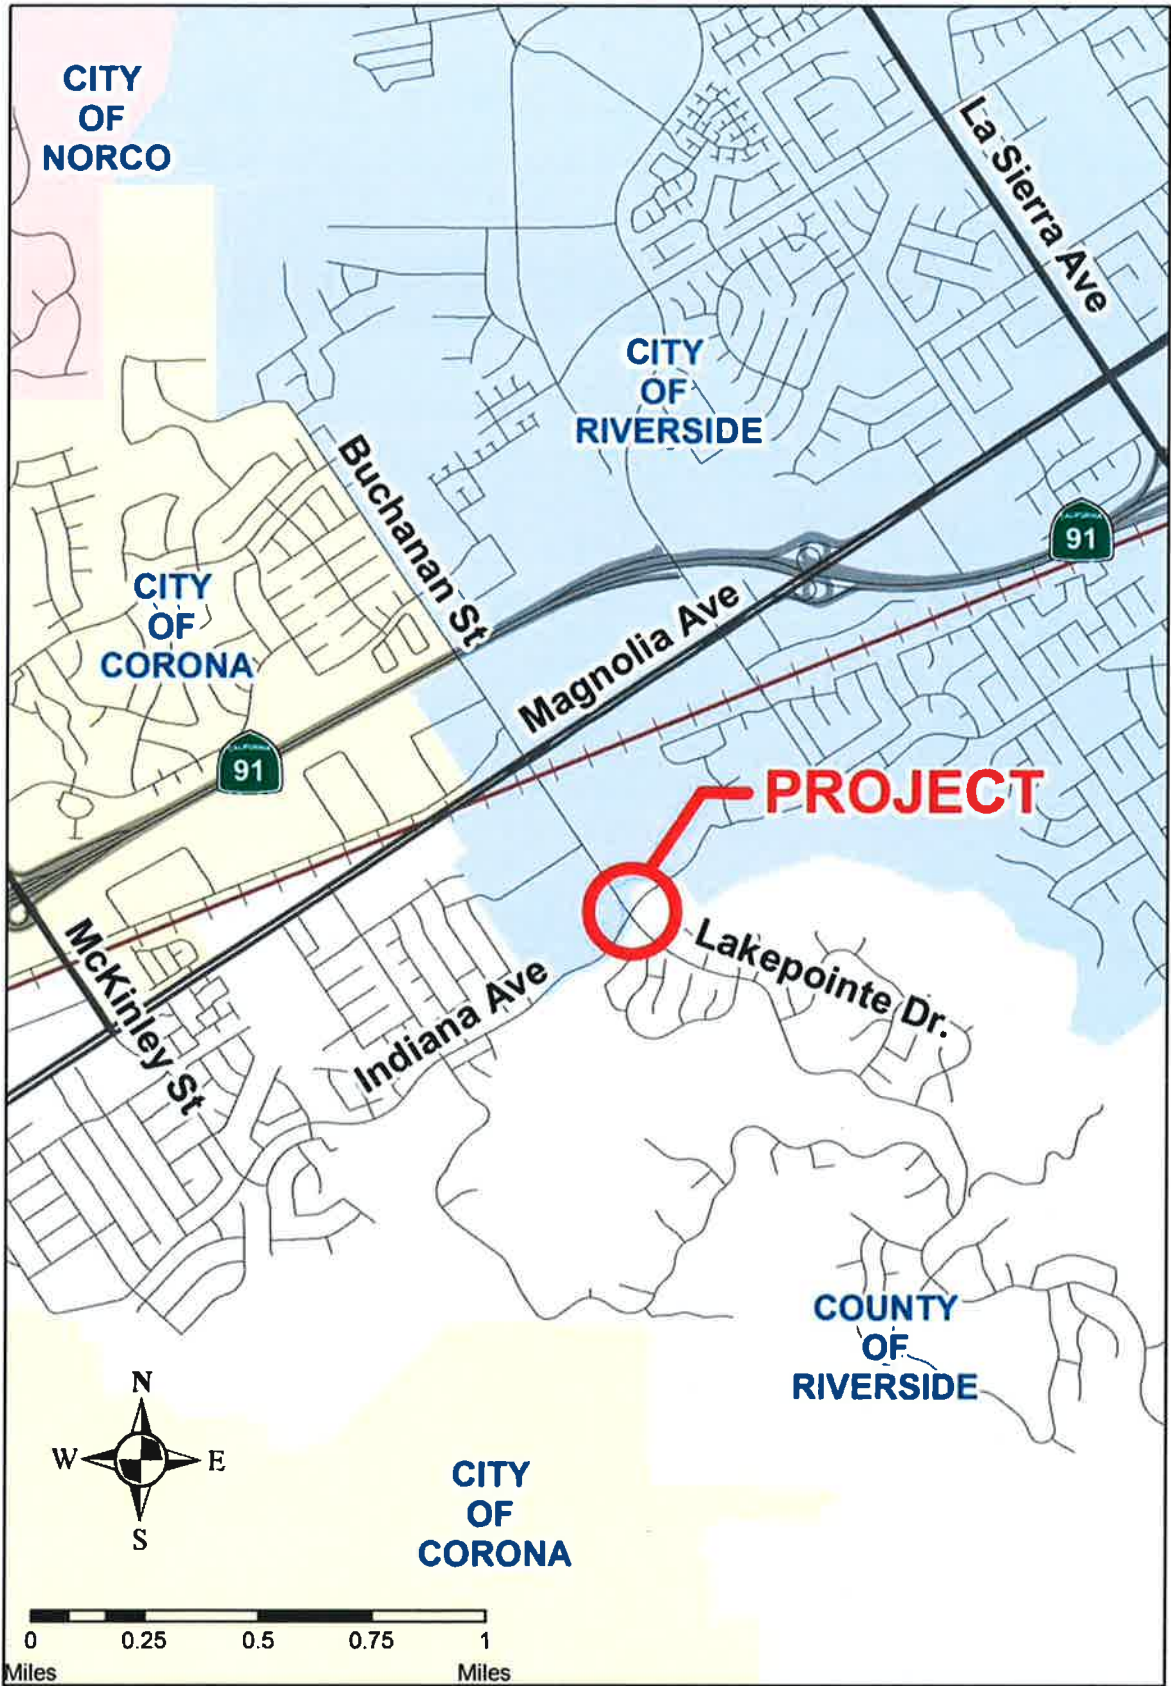 CITY
OF
NORCO
La Sierra Ave
CITY
OF
RIVERSIDE
Buchanan St
CALIFORNIA
91
CITY
OF
CORONA
Magnolia Ave
CALIFORNIA
91
PROJECT
McKinley St
Lakepointe Dr.
Indiana Ave
COUNTY
OF
RIVERSIDE
N
W
E
S
CITY
OF
CORONA
0 0.25 0.5 0.75 1
Miles Miles